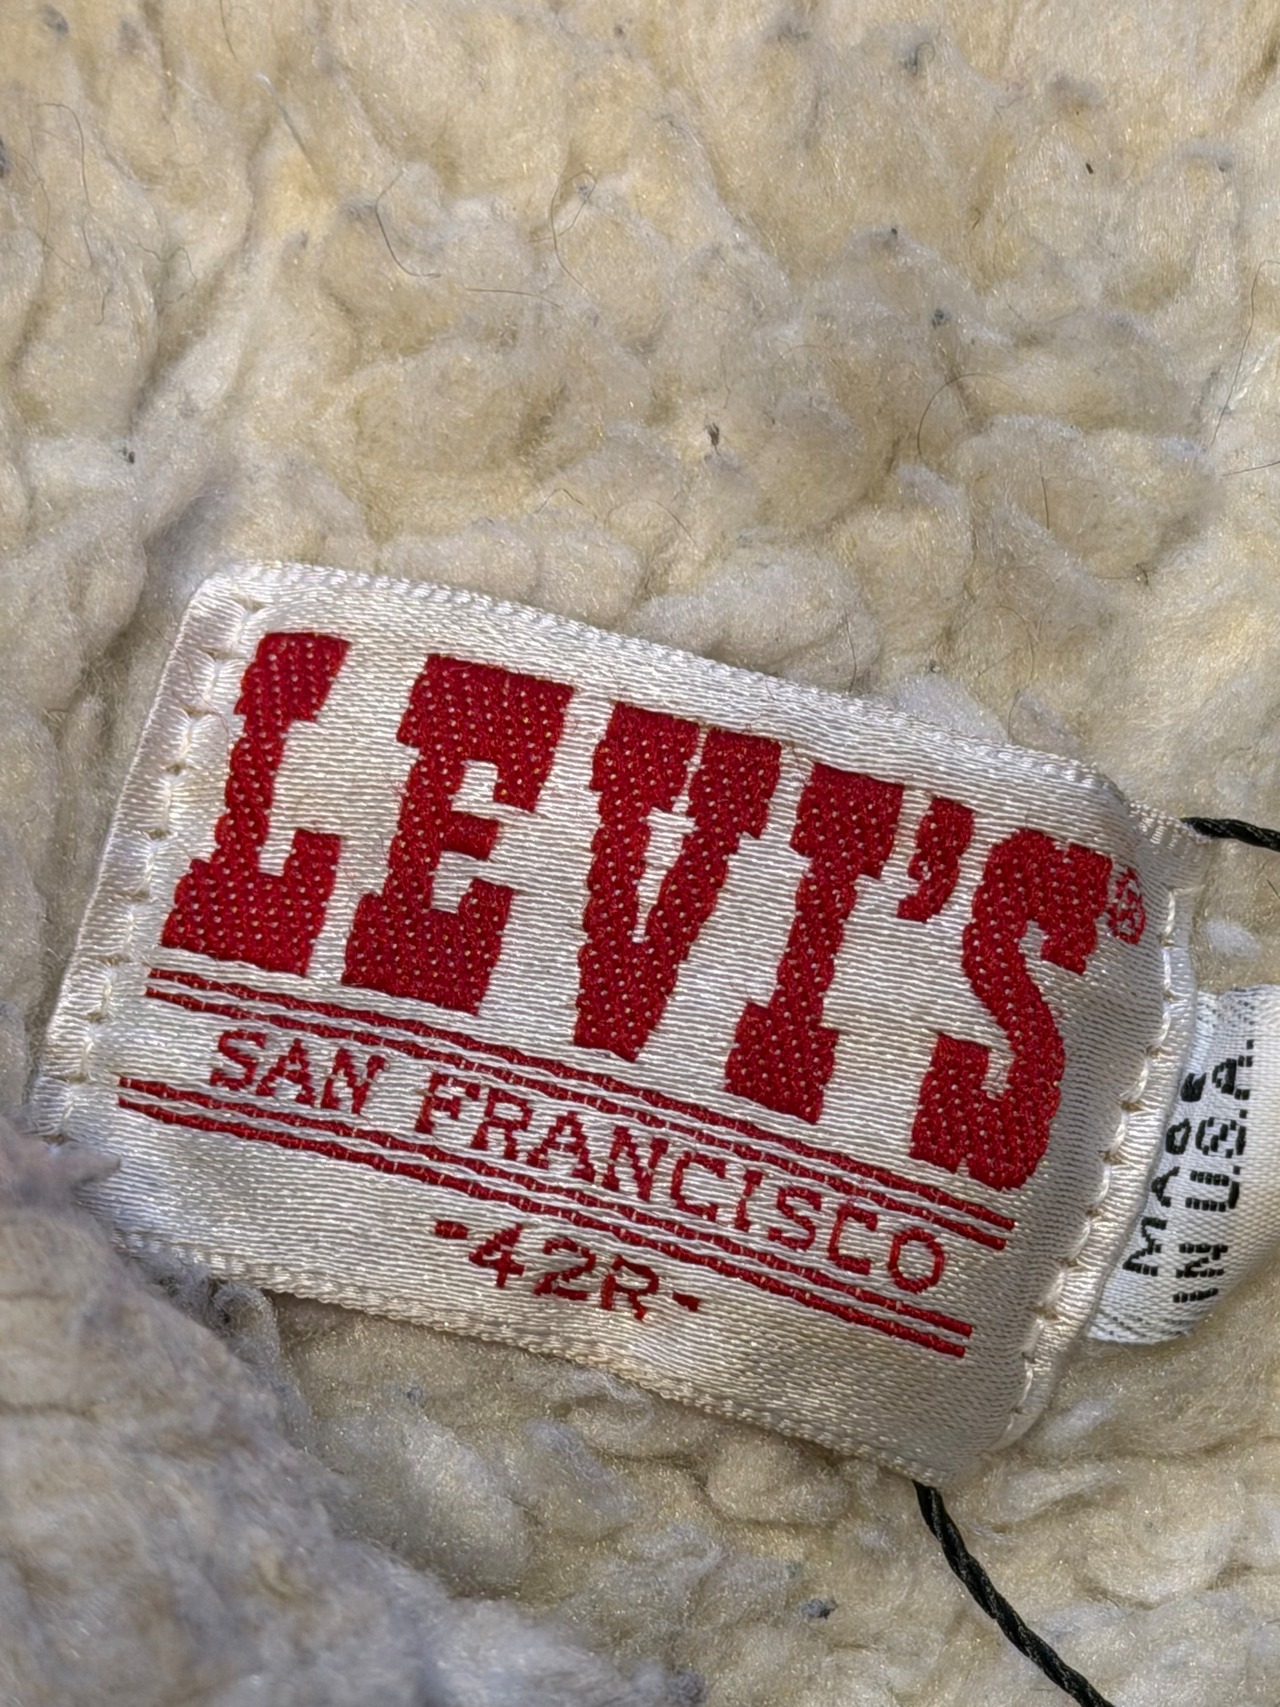 LEVI'S®
SAN FRANCISCO
-42R-
MADE
IN U.S.A.